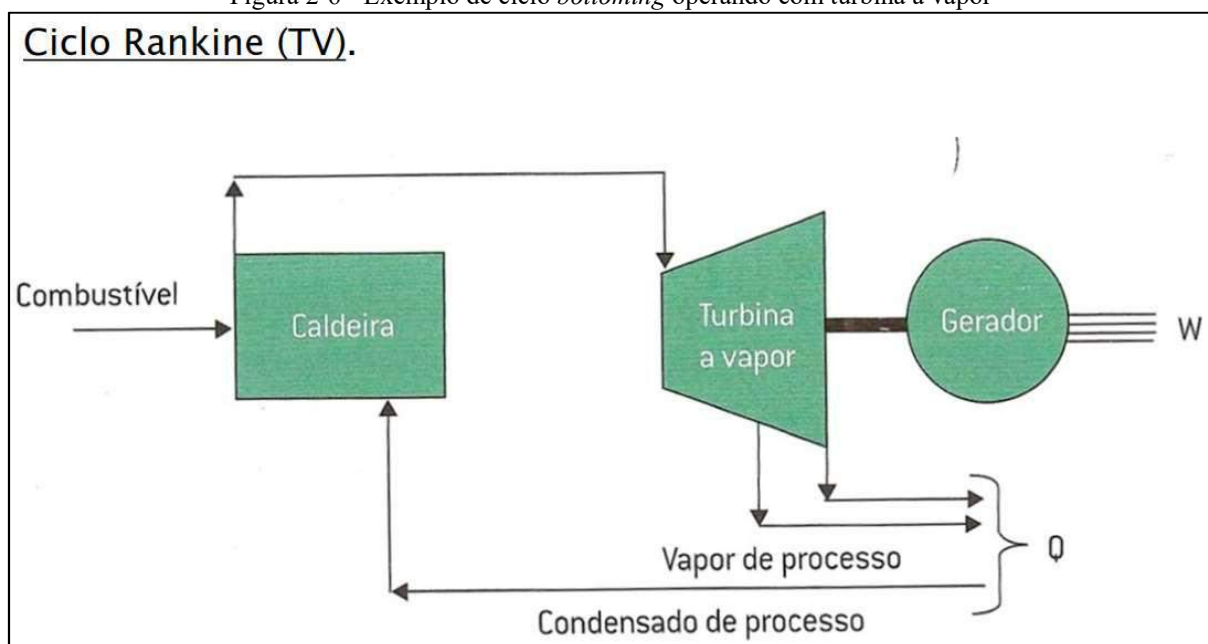 Figura 2-6 - Exemplo de ciclo bottoming operando com turbina a vapor
Ciclo Rankine (TV).
Combustível
Caldeira
Turbina
a vapor
Gerador
W
Vapor de processo
Q
Condensado de processo